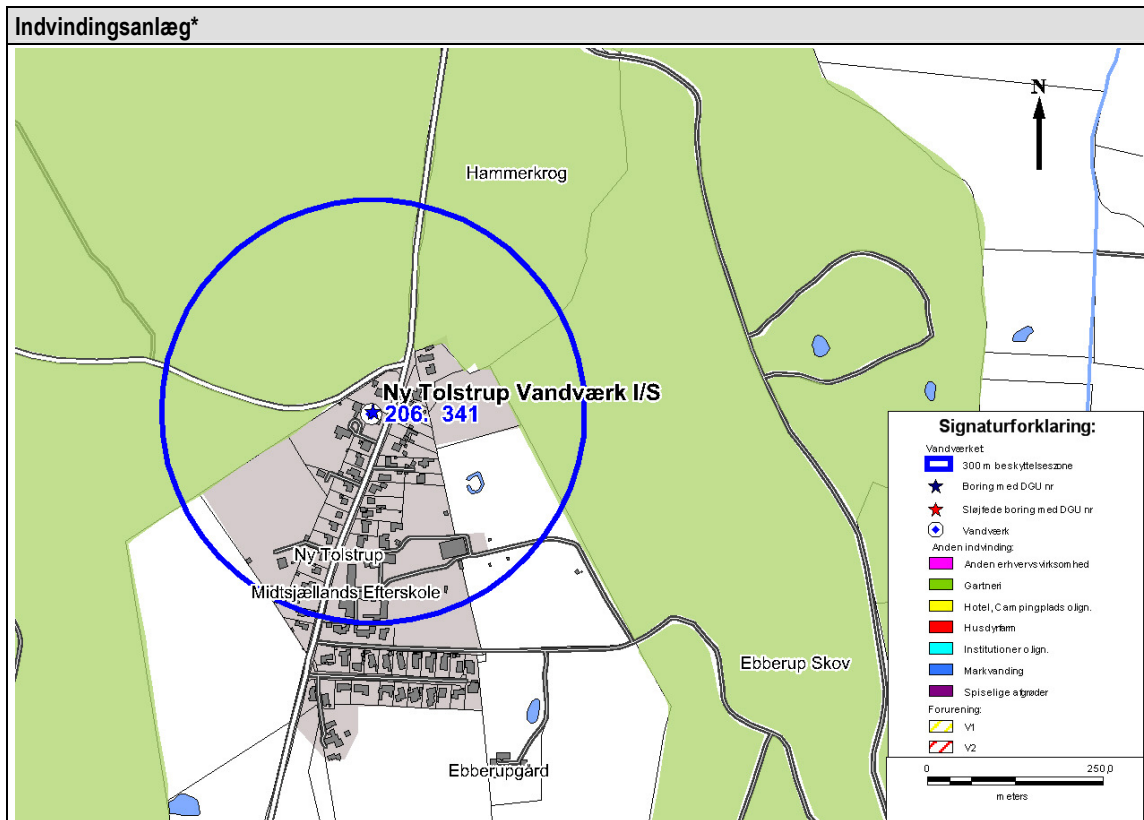 Indvindingsanlæg*
N
Hammerkrog
Ny Tolstrup Vandværk I/S
206. 341
Ny Tolstrup
Midtsjællands Efterskole
Ebberup Skov
Ebberupgård
Signaturforklaring:
Vandværket:
300 m beskyttelseszone
Boring med DGU nr
Sløjfede boring med DGU nr
Vandværk
Anden indvinding:
Anden erhvervsvirksomhed
Gartneri
Hotel, Campingplads o.lign.
Husdyrfarm
Institutioner o.lign.
Markvanding
Spiselige afgrøder
Forurening:
V1
V2
0 250,0
meters